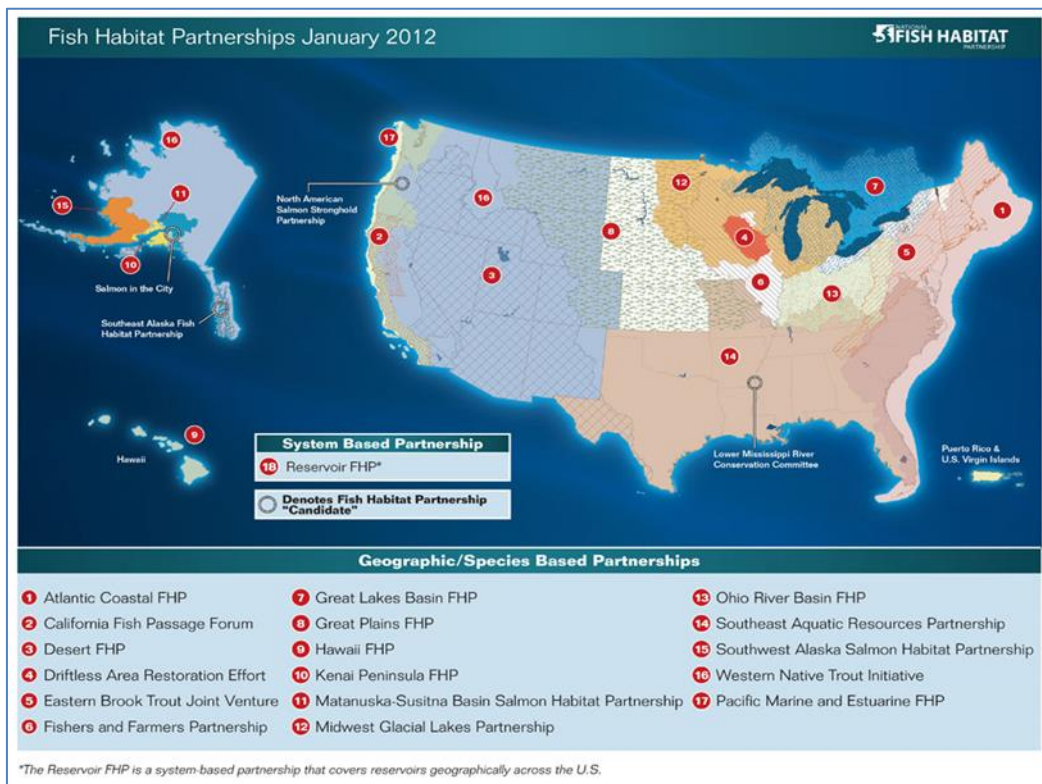 Fish Habitat Partnerships January 2012
NATIONAL
FISH HABITAT
PARTNERSHIP
16
17
12
7
15
11
North American
Salmon Stronghold
Partnership
16
1
2
8
4
5
10
3
6
13
Salmon in the City
Southeast Alaska Fish
Habitat Partnership
14
9
Hawaii
System Based Partnership
18 Reservoir FHP*
Denotes Fish Habitat Partnership
"Candidate"
Lower Mississippi River
Conservation Committee
Puerto Rico &
U.S. Virgin Islands
Geographic/Species Based Partnerships
1 Atlantic Coastal FHP
2 California Fish Passage Forum
3 Desert FHP
4 Driftless Area Restoration Effort
5 Eastern Brook Trout Joint Venture
6 Fishers and Farmers Partnership
7 Great Lakes Basin FHP
8 Great Plains FHP
9 Hawaii FHP
10 Kenai Peninsula FHP
11 Matanuska-Susitna Basin Salmon Habitat Partnership
12 Midwest Glacial Lakes Partnership
13 Ohio River Basin FHP
14 Southeast Aquatic Resources Partnership
15 Southwest Alaska Salmon Habitat Partnership
16 Western Native Trout Initiative
17 Pacific Marine and Estuarine FHP
*The Reservoir FHP is a system-based partnership that covers reservoirs geographically across the U.S.